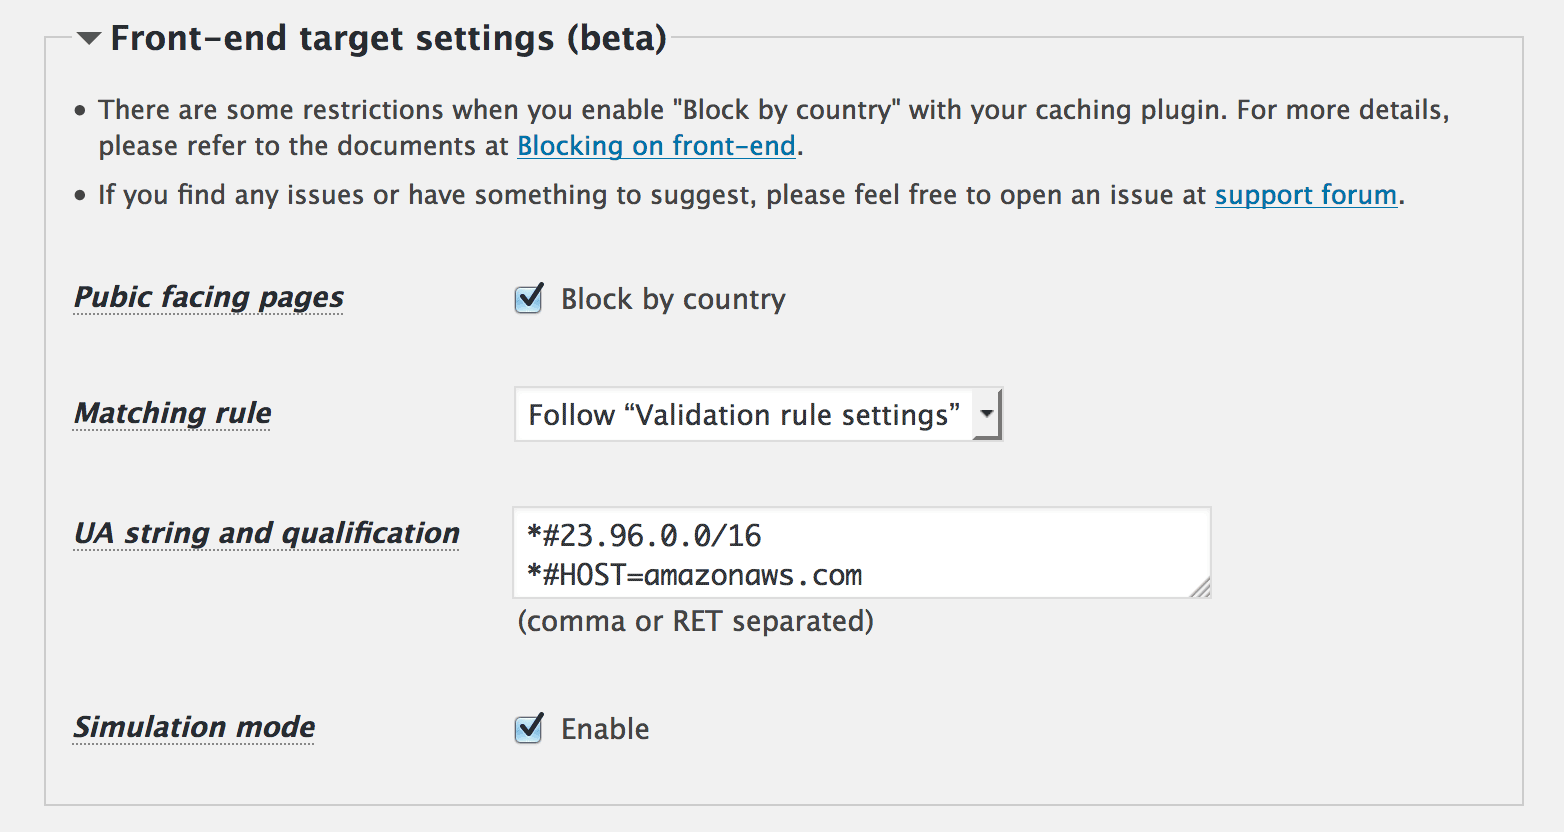 Front-end target settings (beta)
There are some restrictions when you enable "Block by country" with your caching plugin. For more details,
please refer to the documents at Blocking on front-end.
If you find any issues or have something to suggest, please feel free to open an issue at support forum.
Pubic facing pages
Block by country
Matching rule
Follow “Validation rule settings”
UA string and qualification
*#23.96.0.0/16
*#HOST=amazonaws.com
(comma or RET separated)
Simulation mode
Enable